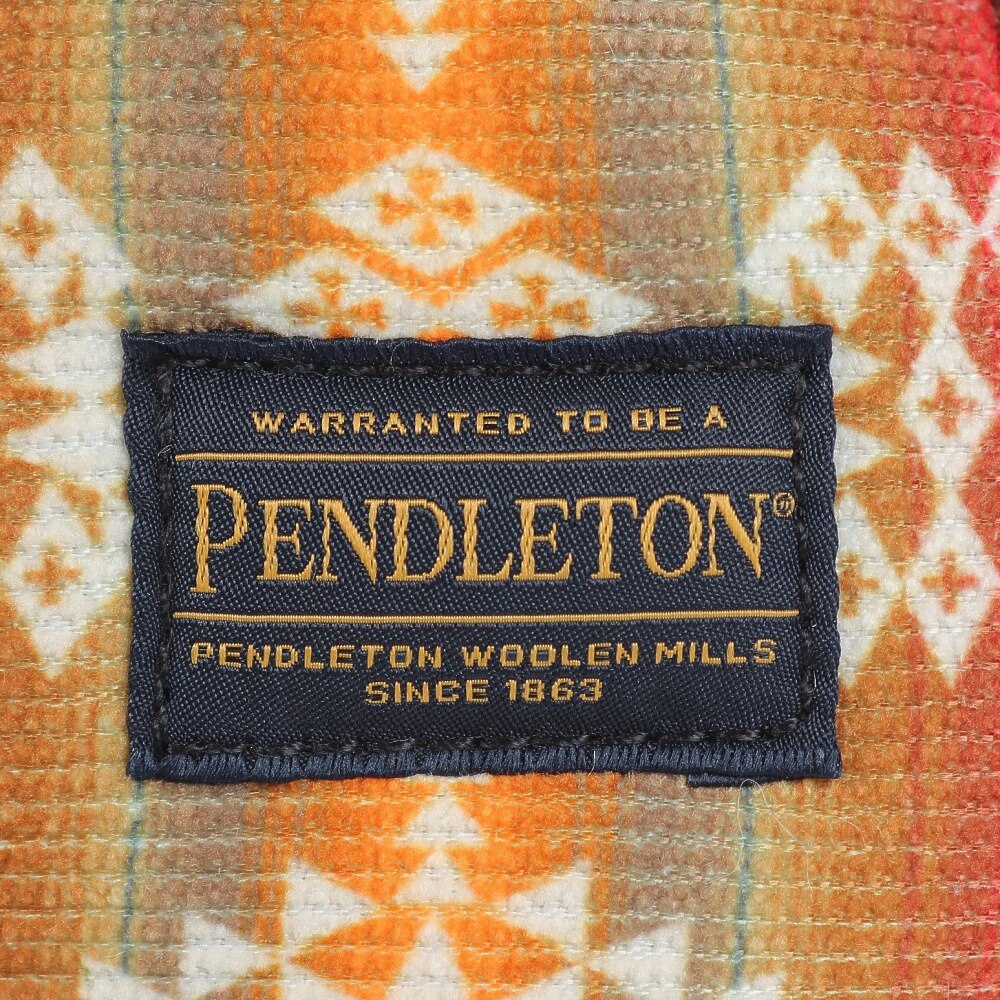 WARRANTED TO BE A
PENDLETON®
PENDLETON WOOLEN MILLS
SINCE 1863